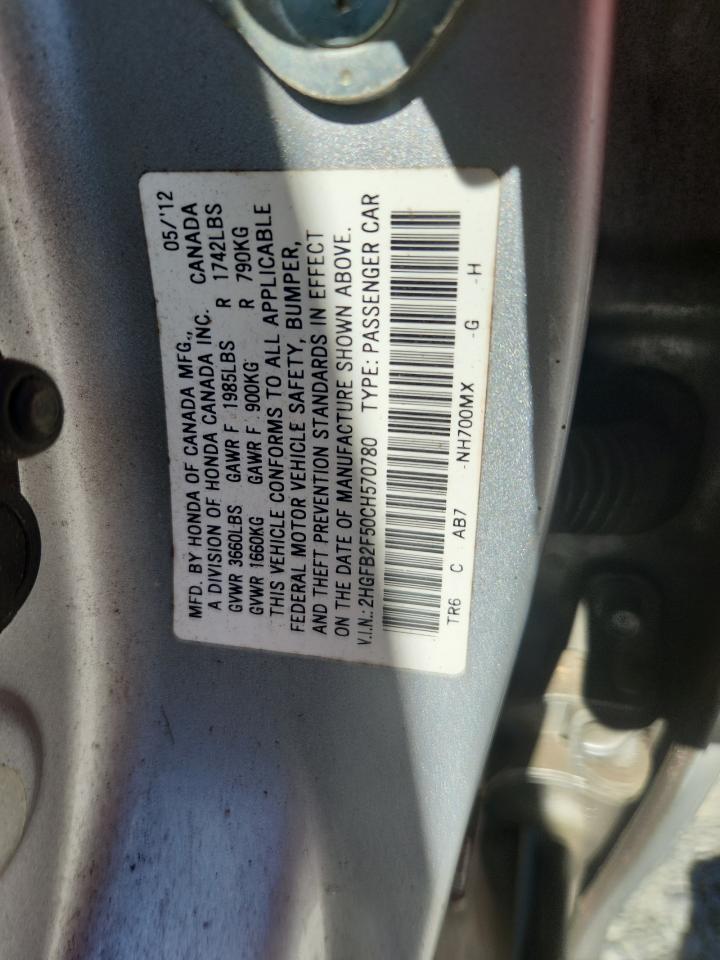 MFD. BY HONDA OF CANADA MFG., 05/'12
A DIVISION OF HONDA CANADA INC. CANADA
GVWR 3660LBS GAWR F 1985LBS R 1742LBS
GVWR 1660KG GAWR F 900KG R 790KG
THIS VEHICLE CONFORMS TO ALL APPLICABLE
FEDERAL MOTOR VEHICLE SAFETY, BUMPER,
AND THEFT PREVENTION STANDARDS IN EFFECT
ON THE DATE OF MANUFACTURE SHOWN ABOVE.
V.I.N.: 2HGFB2F50CH570780 TYPE: PASSENGER CAR
TR6 C AB7 -NH700MX -G -H